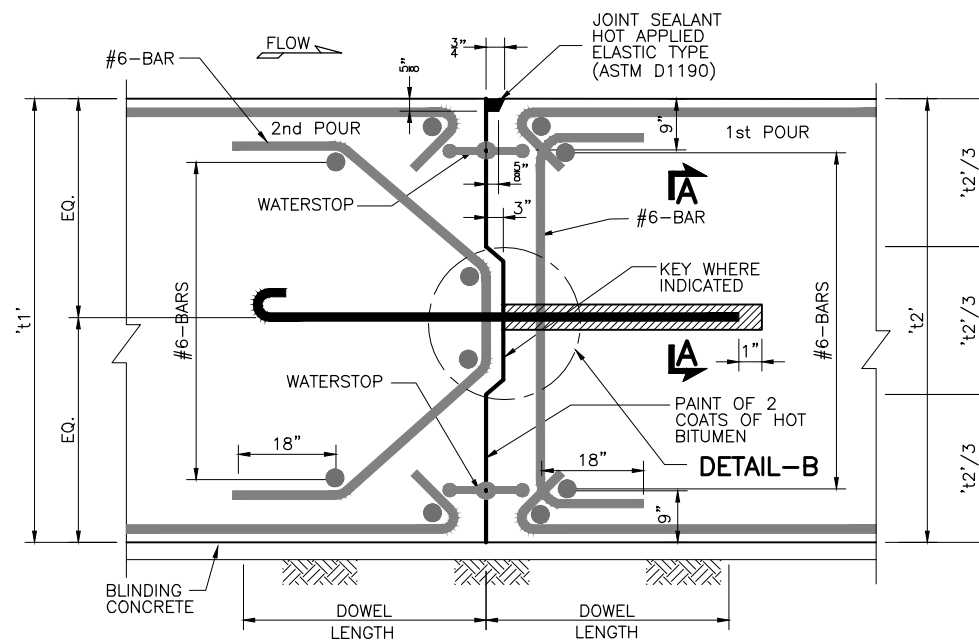 JOINT SEALANT
HOT APPLIED
ELASTIC TYPE
(ASTM D1190)
FLOW
3/4"
#6-BAR
5/8"
2nd POUR
1st POUR
9"
't2'/3
A
5/8"
WATERSTOP
3"
#6-BAR
EQ.
KEY WHERE
INDICATED
't1'
#6-BARS
#6-BARS
't2'
't2'/3
A
1"
WATERSTOP
PAINT OF 2
COATS OF HOT
BITUMEN
EQ.
18"
18"
DETAIL-B
't2'/3
9"
BLINDING
CONCRETE
DOWEL
LENGTH
DOWEL
LENGTH